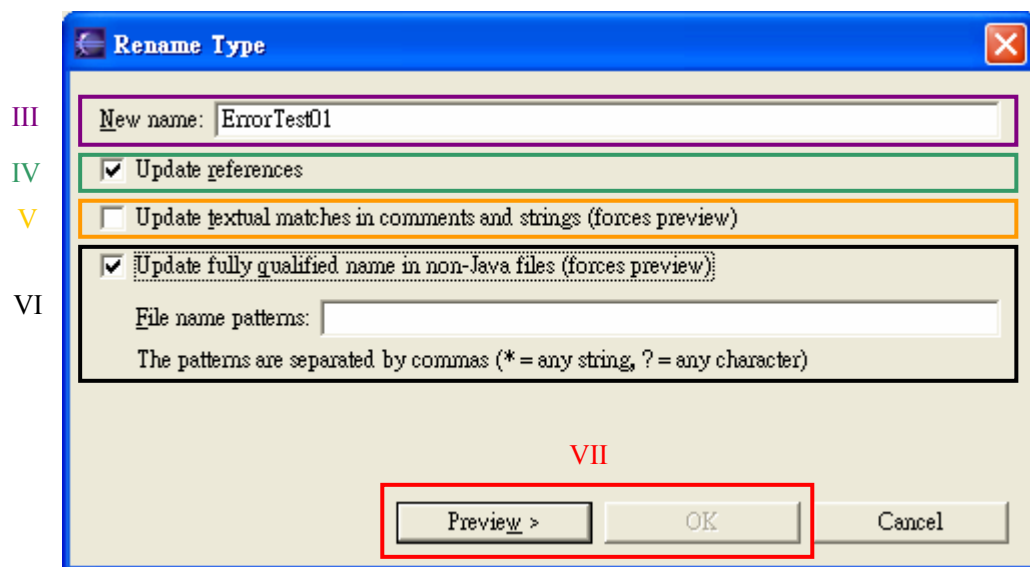 Rename Type
III
New name: ErrorTest01
IV
Update references
V
Update textual matches in comments and strings (forces preview)
Update fully qualified name in non-Java files (forces preview)
VI
File name patterns:
The patterns are separated by commas (* = any string, ? = any character)
VII
Preview >
OK
Cancel